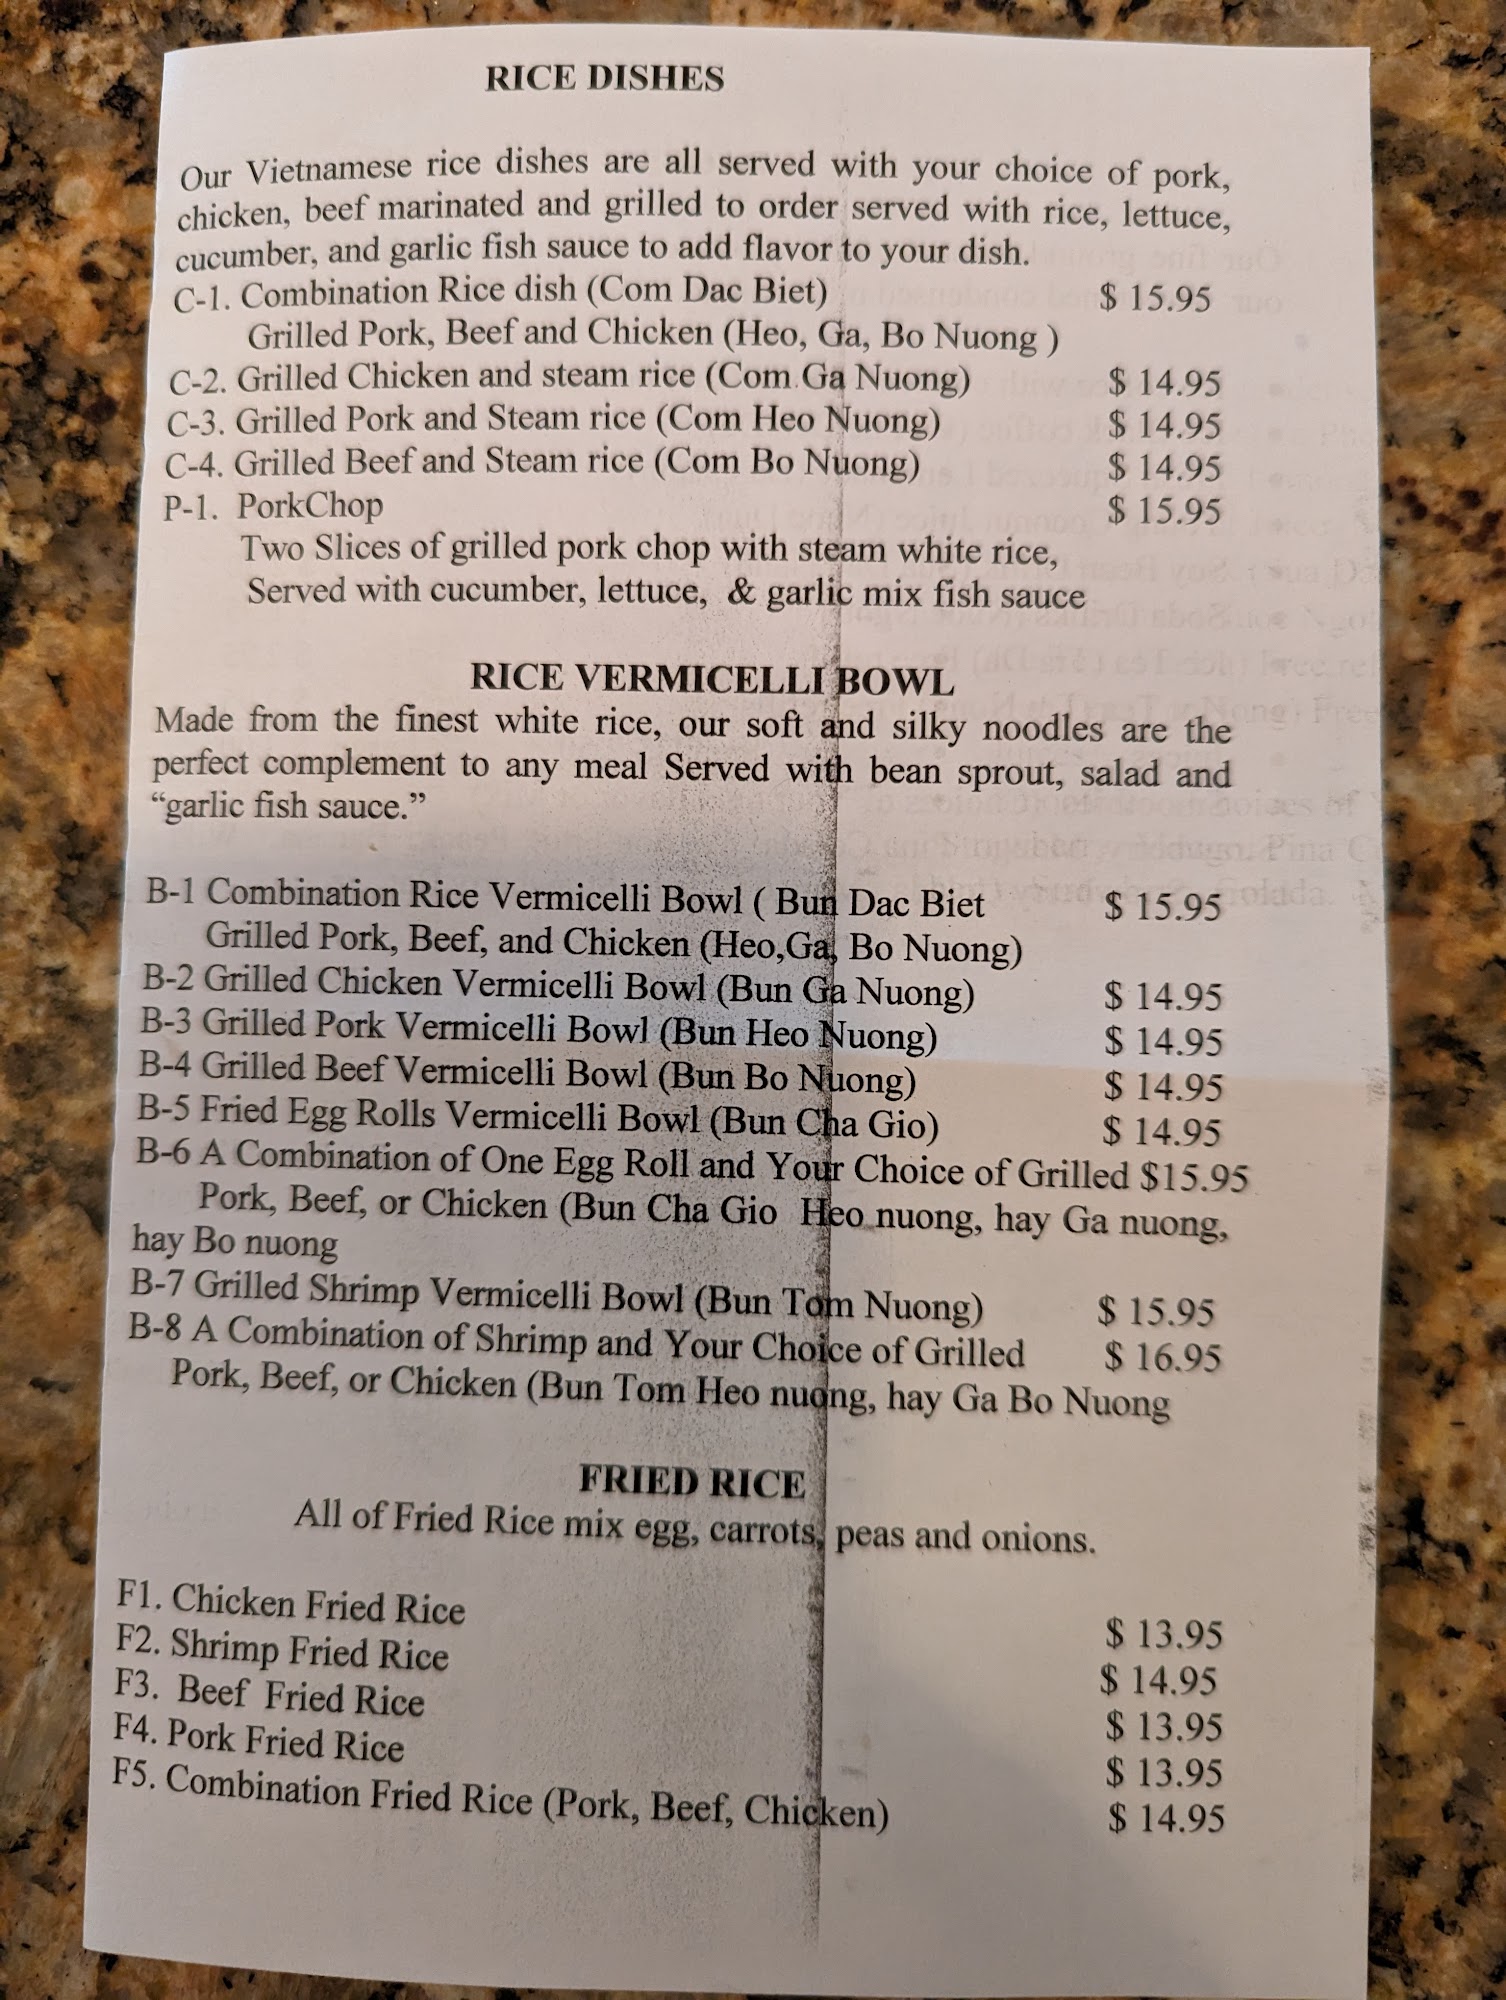 RICE DISHES
Our Vietnamese rice dishes are all served with your choice of pork,
chicken, beef marinated and grilled to order served with rice, lettuce,
cucumber, and garlic fish sauce to add flavor to your dish.
C-1. Combination Rice dish (Com Dac Biet) $ 15.95
Grilled Pork, Beef and Chicken (Heo, Ga, Bo Nuong )
C-2. Grilled Chicken and steam rice (Com Ga Nuong) $ 14.95
C-3. Grilled Pork and Steam rice (Com Heo Nuong) $ 14.95
C-4. Grilled Beef and Steam rice (Com Bo Nuong) $ 14.95
P-1. PorkChop $ 15.95
Two Slices of grilled pork chop with steam white rice,
Served with cucumber, lettuce, & garlic mix fish sauce
RICE VERMICELLI BOWL
Made from the finest white rice, our soft and silky noodles are the
perfect complement to any meal Served with bean sprout, salad and
“garlic fish sauce.”
B-1 Combination Rice Vermicelli Bowl ( Bun Dac Biet $ 15.95
Grilled Pork, Beef, and Chicken (Heo,Ga, Bo Nuong)
B-2 Grilled Chicken Vermicelli Bowl (Bun Ga Nuong) $ 14.95
B-3 Grilled Pork Vermicelli Bowl (Bun Heo Nuong) $ 14.95
B-4 Grilled Beef Vermicelli Bowl (Bun Bo Nuong) $ 14.95
B-5 Fried Egg Rolls Vermicelli Bowl (Bun Cha Gio) $ 14.95
B-6 A Combination of One Egg Roll and Your Choice of Grilled $15.95
Pork, Beef, or Chicken (Bun Cha Gio Heo nuong, hay Ga nuong,
hay Bo nuong
B-7 Grilled Shrimp Vermicelli Bowl (Bun Tom Nuong) $ 15.95
B-8 A Combination of Shrimp and Your Choice of Grilled $ 16.95
Pork, Beef, or Chicken (Bun Tom Heo nuong, hay Ga Bo Nuong
FRIED RICE
All of Fried Rice mix egg, carrots, peas and onions.
F1. Chicken Fried Rice $ 13.95
F2. Shrimp Fried Rice $ 14.95
F3. Beef Fried Rice $ 13.95
F4. Pork Fried Rice $ 13.95
F5. Combination Fried Rice (Pork, Beef, Chicken) $ 14.95